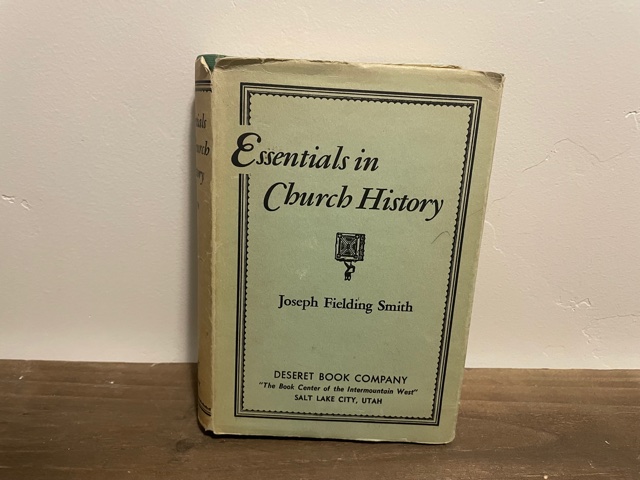 Essentials in
Church History
Joseph Fielding Smith
DESERET BOOK COMPANY
"The Book Center of the Intermountain West"
SALT LAKE CITY, UTAH